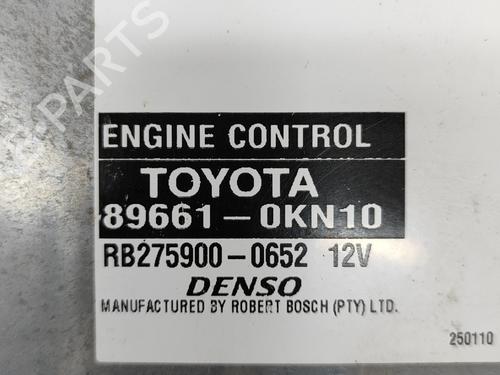 B-PARTS
ENGINE CONTROL
TOYOTA
89661-0KN10
RB275900-0652 12V
DENSO
MANUFACTURED BY ROBERT BOSCH (PTY) LTD.
250110